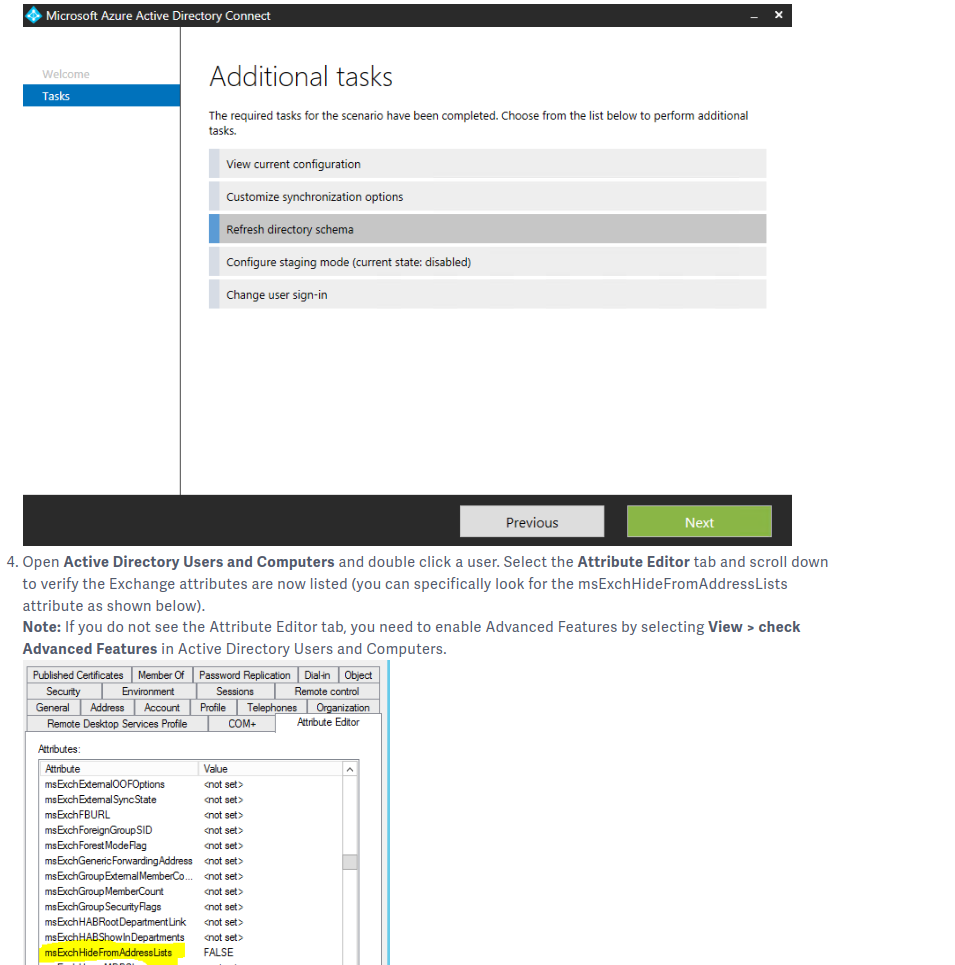 Microsoft Azure Active Directory Connect
Welcome
Tasks
Additional tasks
The required tasks for the scenario have been completed. Choose from the list below to perform additional
tasks.
View current configuration
Customize synchronization options
Refresh directory schema
Configure staging mode (current state: disabled)
Change user sign-in
Previous
Next
4. Open Active Directory Users and Computers and double click a user. Select the Attribute Editor tab and scroll down
to verify the Exchange attributes are now listed (you can specifically look for the msExchHideFromAddressLists
attribute as shown below).
Note: If you do not see the Attribute Editor tab, you need to enable Advanced Features by selecting View > check
Advanced Features in Active Directory Users and Computers.
Published Certificates Member Of Password Replication Dial-in Object
Security Environment Sessions Remote control
General Address Account Profile Telephones Organization
Remote Desktop Services Profile COM+ Attribute Editor
Attributes:
Attribute Value
msExchExternalOOFOptions <not set>
msExchExternalSyncState <not set>
msExchFBURL <not set>
msExchForeignGroupSID <not set>
msExchForestModeFlag <not set>
msExchGenericForwardingAddress <not set>
msExchGroupExternalMemberCo... <not set>
msExchGroupMemberCount <not set>
msExchGroupSecurityFlags <not set>
msExchHABRootDepartmentLink <not set>
msExchHABShowInDepartments <not set>
msExchHideFromAddressLists FALSE